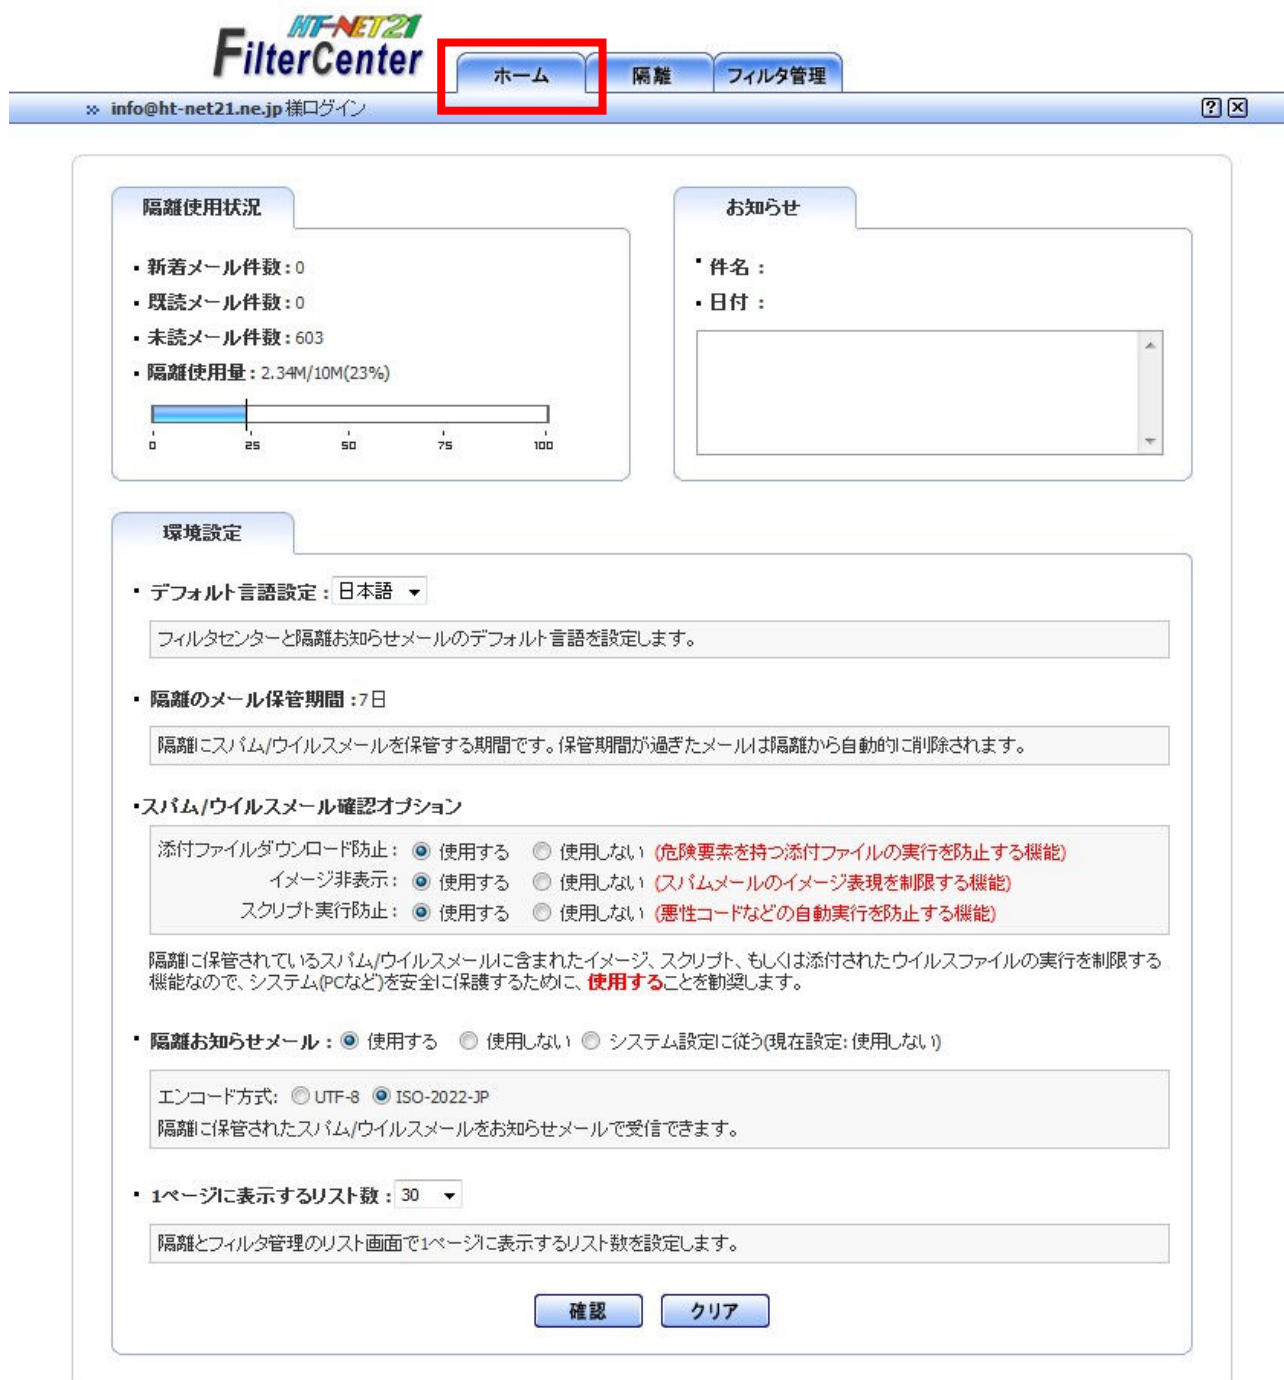 HT-NET21
FilterCenter
ホーム 隔離 フィルタ管理
» info@ht-net21.ne.jp 様ログイン ? ×
隔離使用状況
・新着メール件数:0
・既読メール件数:0
・未読メール件数:603
・隔離使用量:2.34M/10M(23%)
0 25 50 75 100
お知らせ
・件名 :
・日付 :
環境設定
・デフォルト言語設定 : 日本語
フィルタセンターと隔離お知らせメールのデフォルト言語を設定します。
・隔離のメール保管期間 :7日
隔離にスパム/ウイルスメールを保管する期間です。保管期間が過ぎたメールは隔離から自動的に削除されます。
・スパム/ウイルスメール確認オプション
添付ファイルダウンロード防止: 使用する 使用しない (危険要素を持つ添付ファイルの実行を防止する機能)
イメージ非表示: 使用する 使用しない (スパムメールのイメージ表現を制限する機能)
スクリプト実行防止: 使用する 使用しない (悪性コードなどの自動実行を防止する機能)
隔離に保管されているスパム/ウイルスメールに含まれたイメージ、スクリプト、もしくは添付されたウイルスファイルの実行を制限する
機能なので、システム(PCなど)を安全に保護するために、使用することを勧奨します。
・隔離お知らせメール : 使用する 使用しない システム設定に従う(現在設定: 使用しない)
エンコード方式: UTF-8 ISO-2022-JP
隔離に保管されたスパム/ウイルスメールをお知らせメールで受信できます。
・1ページに表示するリスト数 : 30
隔離とフィルタ管理のリスト画面で1ページに表示するリスト数を設定します。
確認 クリア